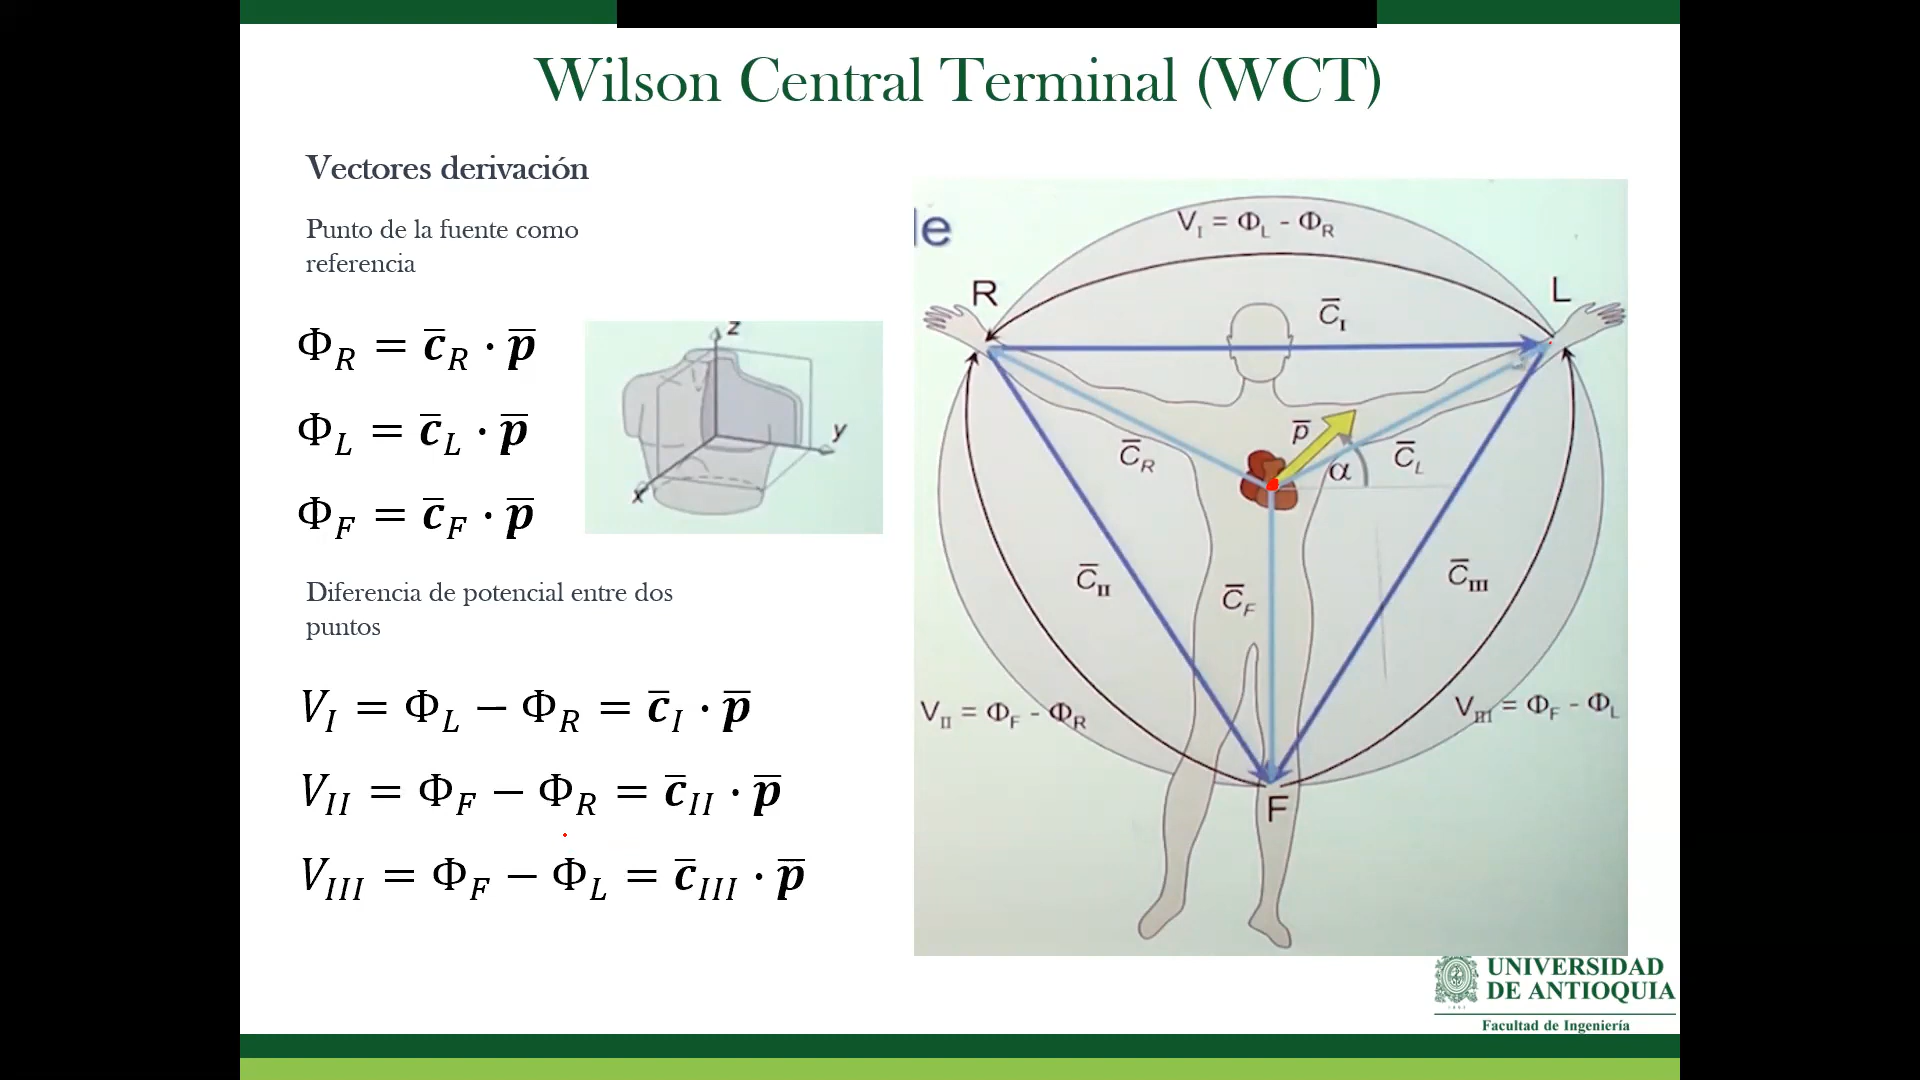 Wilson Central Terminal (WCT)
Vectores derivación
Punto de la fuente como
referencia
Φ_R = c̅_R · p̅
Φ_L = c̅_L · p̅
Φ_F = c̅_F · p̅
z
y
x
Diferencia de potencial entre dos
puntos
V_I = Φ_L − Φ_R = c̅_I · p̅
V_II = Φ_F − Φ_R = c̅_II · p̅
V_III = Φ_F − Φ_L = c̅_III · p̅
le
V_I = Φ_L - Φ_R
R
L
C̅_I
p̅
C̅_R
α
C̅_L
C̅_II
C̅_F
C̅_III
V_II = Φ_F - Φ_R
V_III = Φ_F - Φ_L
F
UNIVERSIDAD
DE ANTIOQUIA
Facultad de Ingeniería